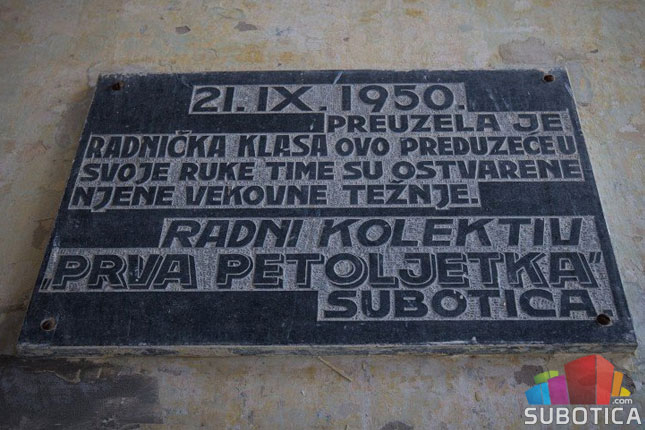 21. IX. 1950.
PREUZELA JE
RADNIČKA KLASA OVO PREDUZEĆE U
SVOJE RUKE TIME SU OSTVARENE
NJENE VEKOVNE TEŽNJE.
RADNI KOLEKTIV
„PRVA PETOLJETKA”
SUBOTICA
.com
SUBOTICA